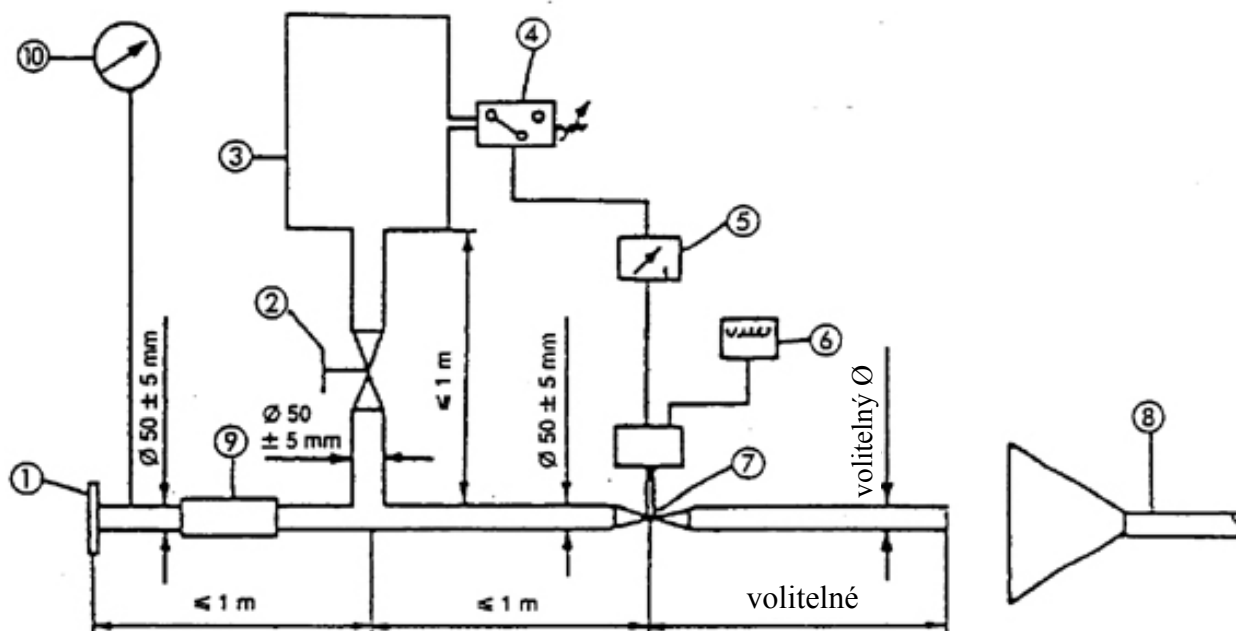 10
4
3
5
2
6
≤ 1 m
Ø 50 ± 5 mm
Ø 50
± 5 mm
Ø 50 ± 5 mm
volitelný Ø
9
7
8
1
≤ 1 m
≤ 1 m
volitelné